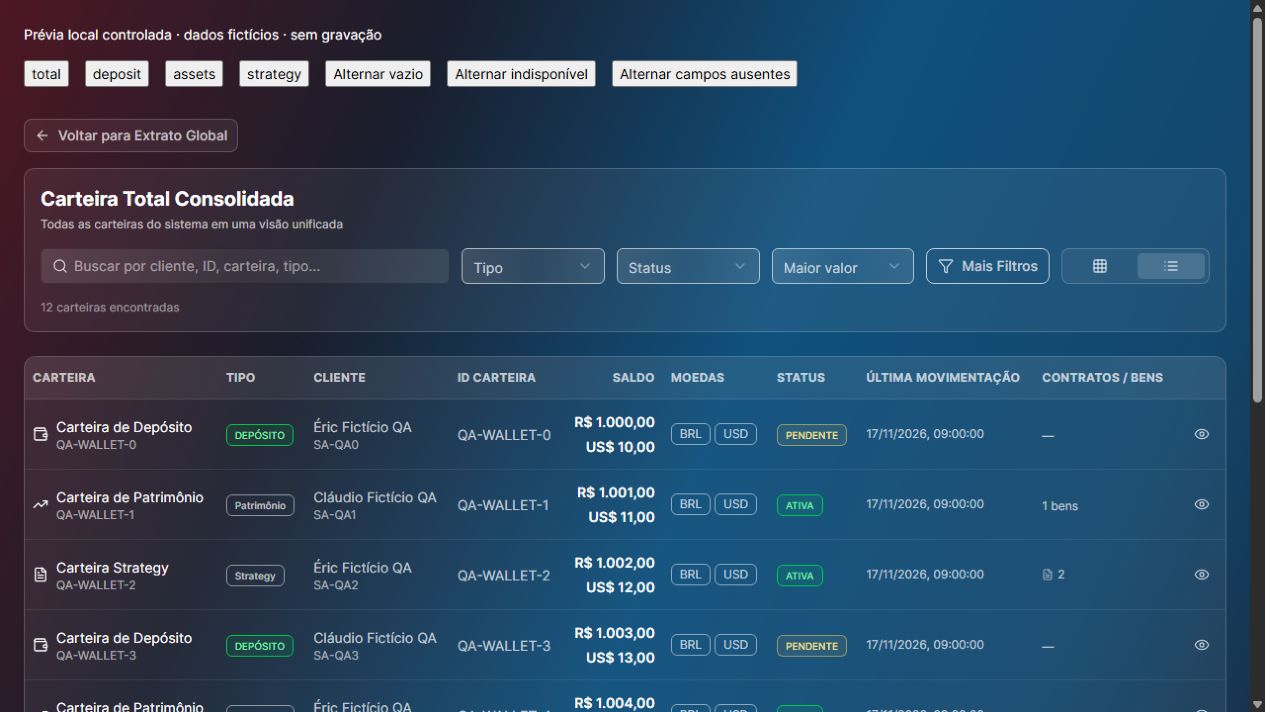 Prévia local controlada · dados fictícios · sem gravação
total deposit assets strategy Alternar vazio Alternar indisponível Alternar campos ausentes
Voltar para Extrato Global
Carteira Total Consolidada
Todas as carteiras do sistema em uma visão unificada
Buscar por cliente, ID, carteira, tipo... Tipo Status Maior valor Mais Filtros
12 carteiras encontradas
CARTEIRA TIPO CLIENTE ID CARTEIRA SALDO MOEDAS STATUS ÚLTIMA MOVIMENTAÇÃO CONTRATOS / BENS
Carteira de Depósito
QA-WALLET-0
DEPÓSITO
Éric Fictício QA
SA-QA0
QA-WALLET-0
R$ 1.000,00
US$ 10,00
BRL USD
PENDENTE
17/11/2026, 09:00:00
—
Carteira de Patrimônio
QA-WALLET-1
Patrimônio
Cláudio Fictício QA
SA-QA1
QA-WALLET-1
R$ 1.001,00
US$ 11,00
BRL USD
ATIVA
17/11/2026, 09:00:00
1 bens
Carteira Strategy
QA-WALLET-2
Strategy
Éric Fictício QA
SA-QA2
QA-WALLET-2
R$ 1.002,00
US$ 12,00
BRL USD
ATIVA
17/11/2026, 09:00:00
2
Carteira de Depósito
QA-WALLET-3
DEPÓSITO
Cláudio Fictício QA
SA-QA3
QA-WALLET-3
R$ 1.003,00
US$ 13,00
BRL USD
PENDENTE
17/11/2026, 09:00:00
—
Carteira de Patrimônio
Éric Fictício QA
R$ 1.004,00